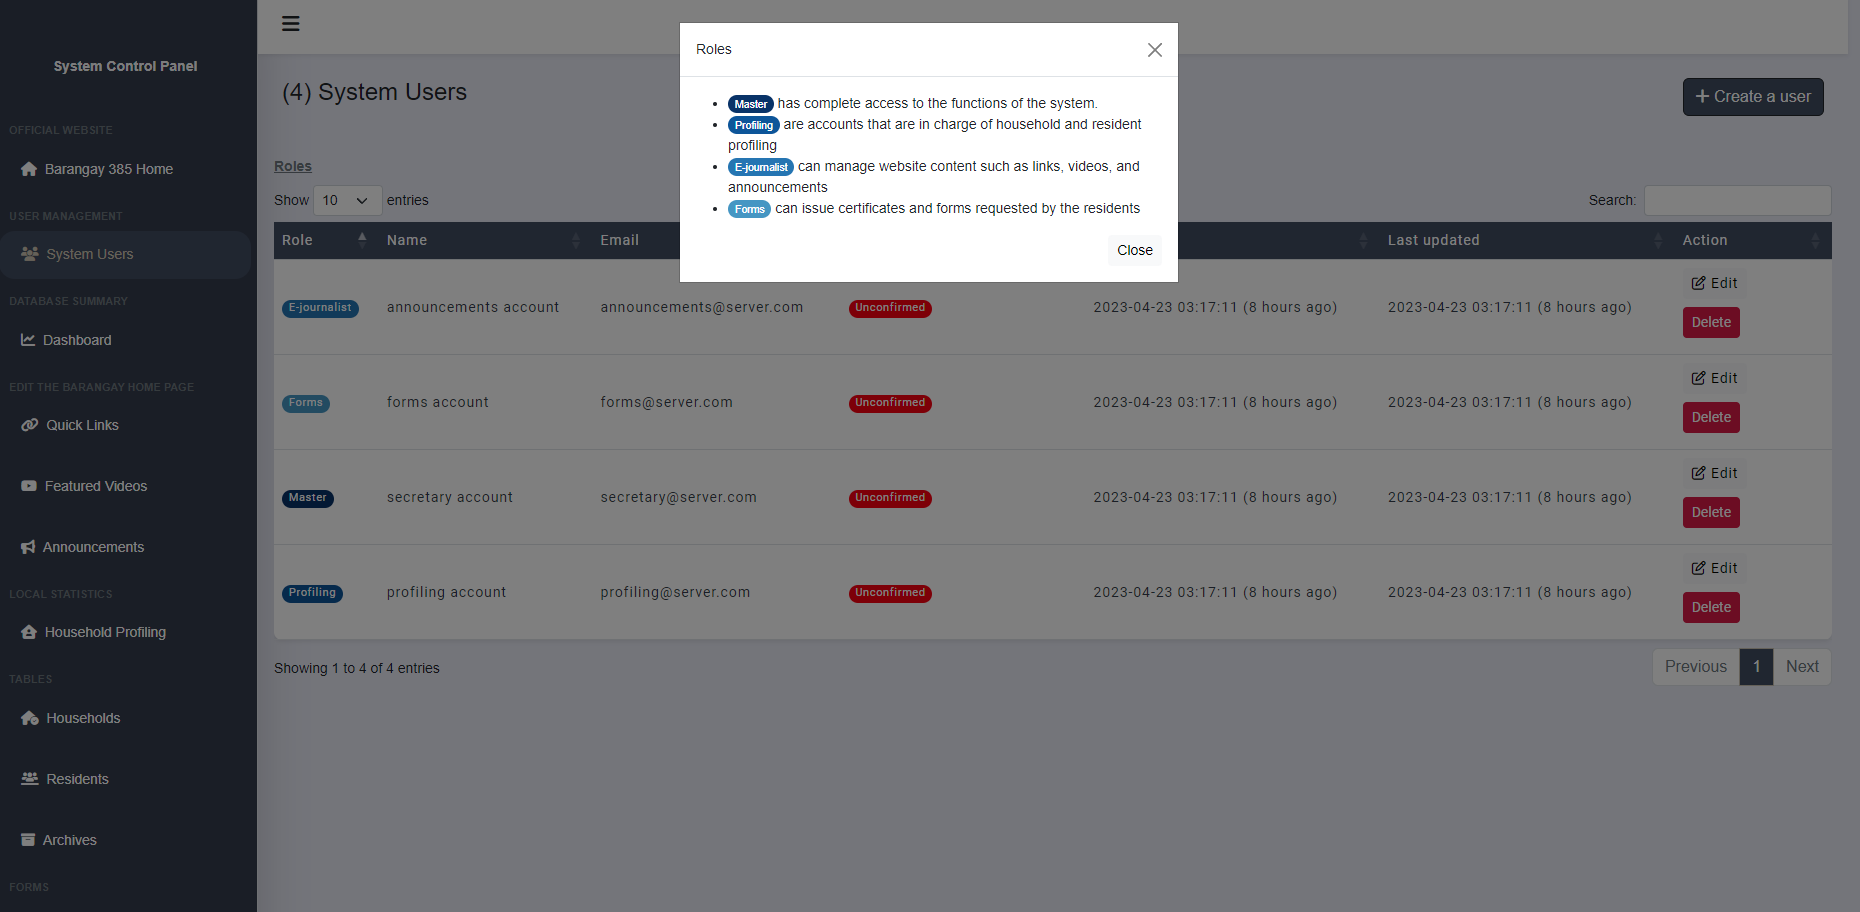 System Control Panel
OFFICIAL WEBSITE
Barangay 385 Home
USER MANAGEMENT
System Users
DATABASE SUMMARY
Dashboard
EDIT THE BARANGAY HOME PAGE
Quick Links
Featured Videos
Announcements
LOCAL STATISTICS
Household Profiling
TABLES
Households
Residents
Archives
FORMS
(4) System Users
+ Create a user
Roles
Show 10 entries
Search:
Role Name Email Last updated Action
E-journalist announcements account announcements@server.com Unconfirmed 2023-04-23 03:17:11 (8 hours ago) 2023-04-23 03:17:11 (8 hours ago) Edit
Delete
Forms forms account forms@server.com Unconfirmed 2023-04-23 03:17:11 (8 hours ago) 2023-04-23 03:17:11 (8 hours ago) Edit
Delete
Master secretary account secretary@server.com Unconfirmed 2023-04-23 03:17:11 (8 hours ago) 2023-04-23 03:17:11 (8 hours ago) Edit
Delete
Profiling profiling account profiling@server.com Unconfirmed 2023-04-23 03:17:11 (8 hours ago) 2023-04-23 03:17:11 (8 hours ago) Edit
Delete
Showing 1 to 4 of 4 entries
Previous 1 Next
Roles
• Master has complete access to the functions of the system.
• Profiling are accounts that are in charge of household and resident
profiling
• E-journalist can manage website content such as links, videos, and
announcements
• Forms can issue certificates and forms requested by the residents
Close